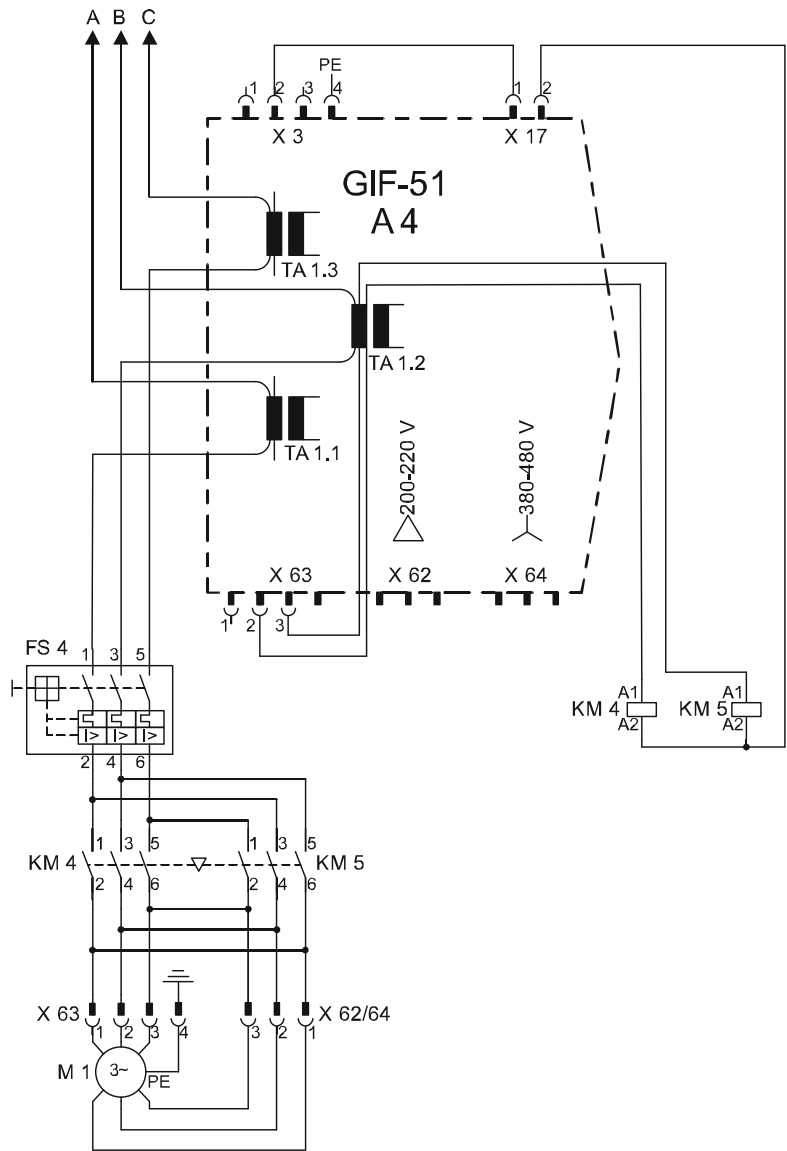 A B C
PE
1 2 3 4 1 2
X 3 X 17
GIF-51
A 4
TA 1.3
TA 1.2
TA 1.1
200-220 V
380-480 V
X 63 X 62 X 64
1 2 3
FS 4 1 3 5
I> I> I>
2 4 6
KM 4 A1 A2
KM 5 A1 A2
1 3 5 1 3 5
KM 4 KM 5
2 4 6 2 4 6
X 63 X 62/64
1 2 3 4 3 2 1
M 1 3~ PE